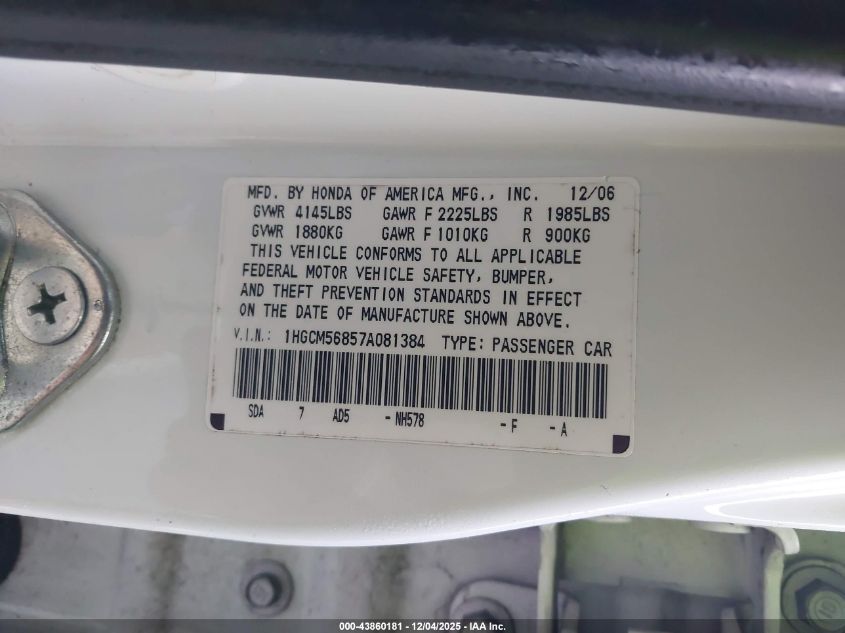 MFD. BY HONDA OF AMERICA MFG., INC. 12/06
GVWR 4145LBS GAWR F 2225LBS R 1985LBS
GVWR 1880KG GAWR F 1010KG R 900KG
THIS VEHICLE CONFORMS TO ALL APPLICABLE
FEDERAL MOTOR VEHICLE SAFETY, BUMPER,
AND THEFT PREVENTION STANDARDS IN EFFECT
ON THE DATE OF MANUFACTURE SHOWN ABOVE.
V.I.N.: 1HGCM56857A081384 TYPE: PASSENGER CAR
SDA 7 AD5 -NH578 -F -A
000-43860181 - 12/04/2025 - IAA Inc.